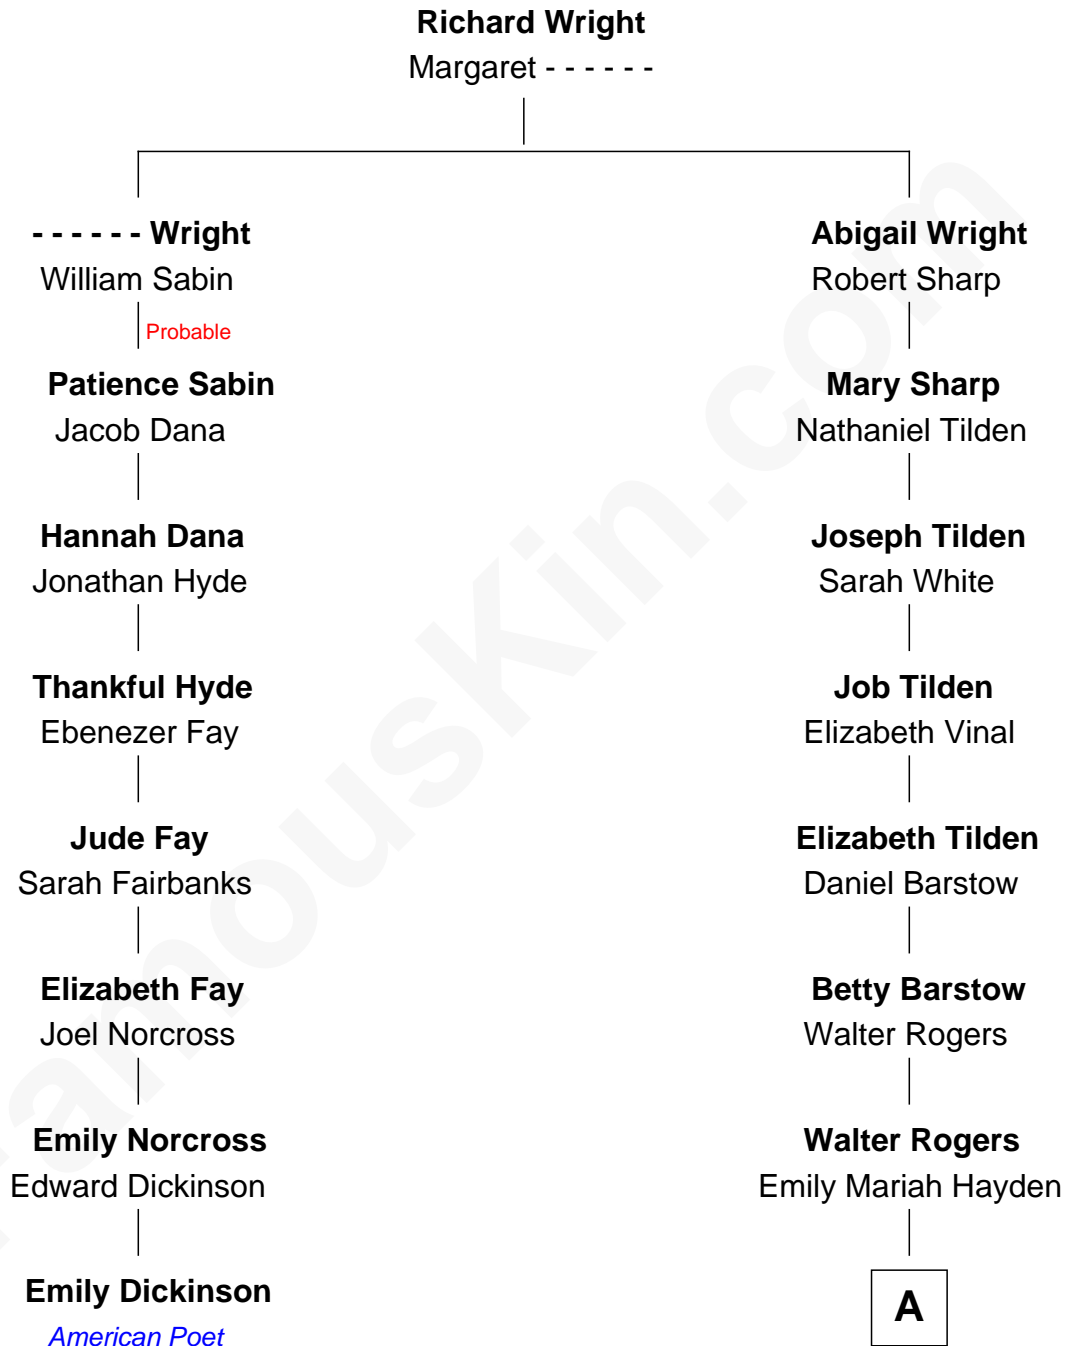 Richard Wright
Margaret - - - - - -
- - - - - - Wright
William Sabin
Probable
Patience Sabin
Jacob Dana
Hannah Dana
Jonathan Hyde
Thankful Hyde
Ebenezer Fay
Jude Fay
Sarah Fairbanks
Elizabeth Fay
Joel Norcross
Emily Norcross
Edward Dickinson
Emily Dickinson
American Poet
Abigail Wright
Robert Sharp
Mary Sharp
Nathaniel Tilden
Joseph Tilden
Sarah White
Job Tilden
Elizabeth Vinal
Elizabeth Tilden
Daniel Barstow
Betty Barstow
Walter Rogers
Walter Rogers
Emily Mariah Hayden
A
FamousKin.com